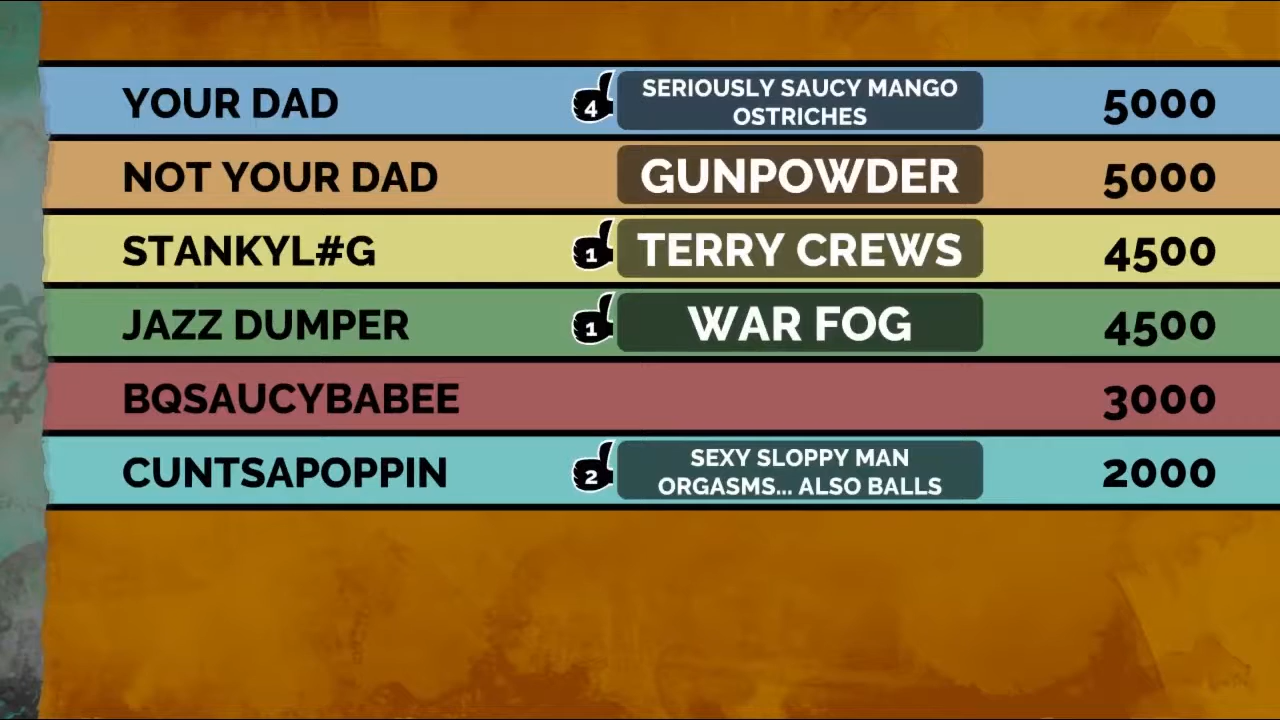 YOUR DAD
4
SERIOUSLY SAUCY MANGO
OSTRICHES
5000
NOT YOUR DAD
GUNPOWDER
5000
STANKYL#G
1
TERRY CREWS
4500
JAZZ DUMPER
1
WAR FOG
4500
BQSAUCYBABEE
3000
CUNTSAPOPPIN
2
SEXY SLOPPY MAN
ORGASMS... ALSO BALLS
2000